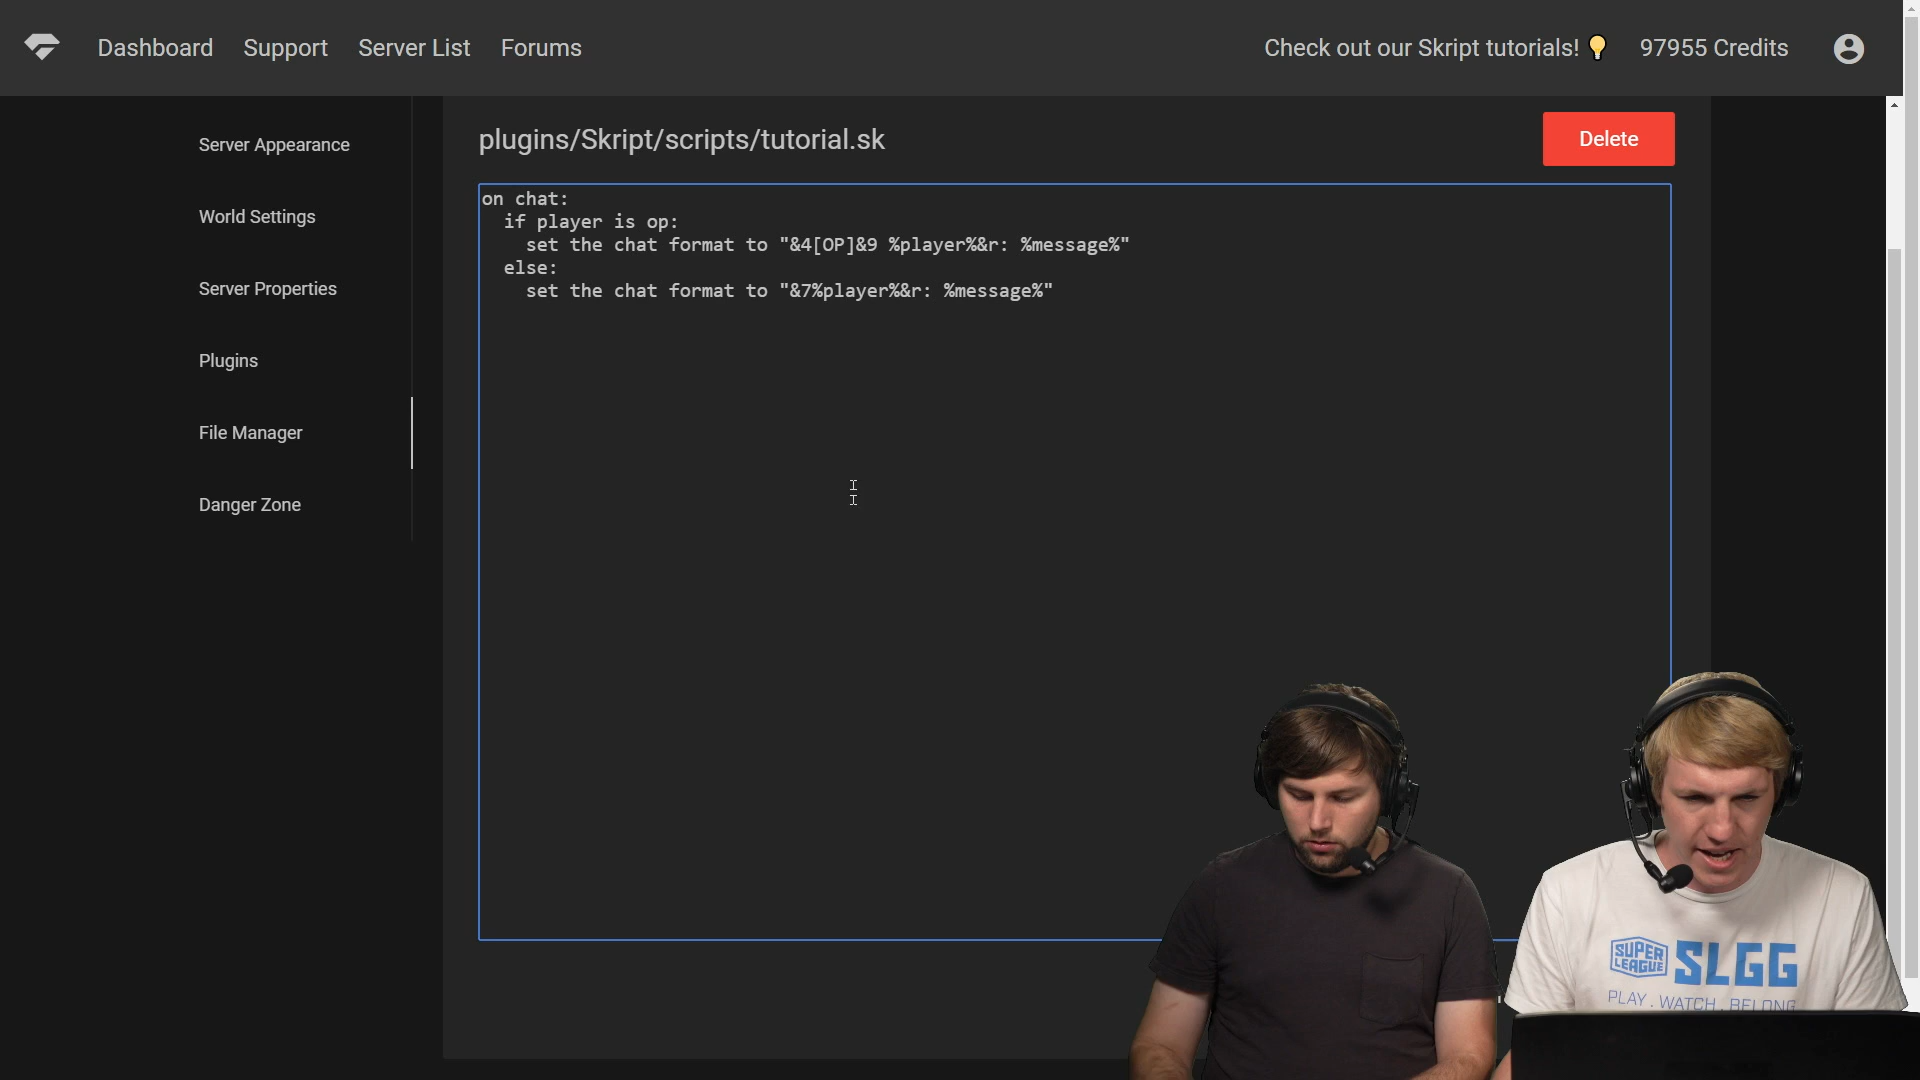 Dashboard Support Server List Forums Check out our Skript tutorials! 97955 Credits
Server Appearance
World Settings
Server Properties
Plugins
File Manager
Danger Zone
plugins/Skript/scripts/tutorial.sk
Delete
on chat:
  if player is op:
    set the chat format to "&4[OP]&9 %player%&r: %message%"
  else:
    set the chat format to "&7%player%&r: %message%"
SUPER
LEAGUE
SLGG
PLAY . WATCH . BELONG